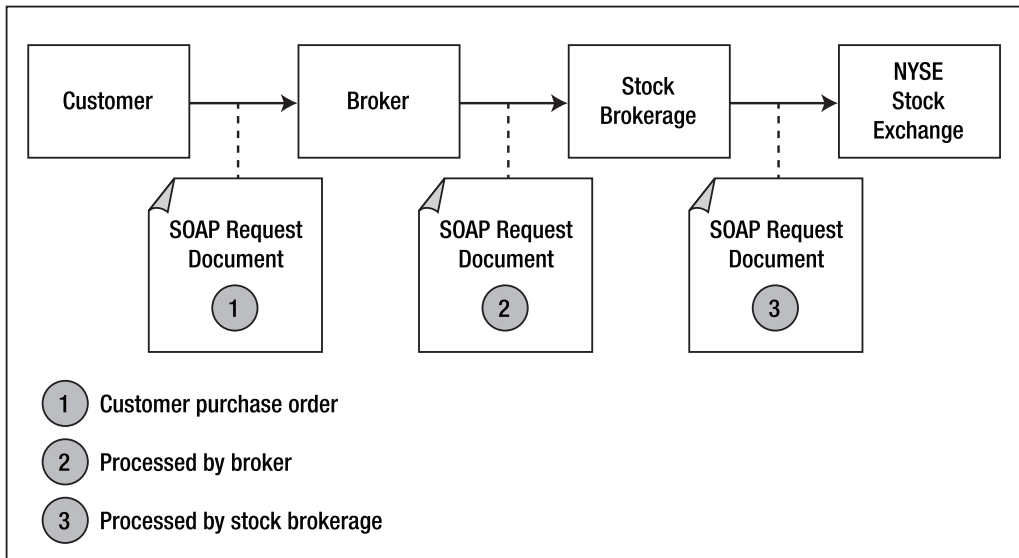 Customer
Broker
Stock
Brokerage
NYSE
Stock
Exchange
SOAP Request
Document
1
SOAP Request
Document
2
SOAP Request
Document
3
1 Customer purchase order
2 Processed by broker
3 Processed by stock brokerage